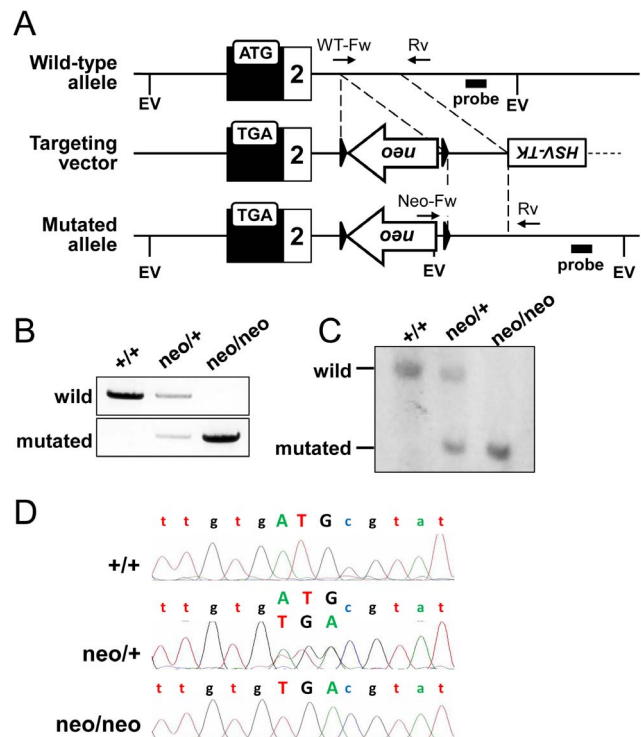 A
Wild-type allele
ATG
2
WT-Fw
Rv
EV
probe
EV
Targeting vector
TGA
2
neo
HSV-TK
Neo-Fw
Mutated allele
TGA
2
neo
Rv
EV
EV
probe
EV
B
+/+ neo/+ neo/neo
wild
mutated
C
+/+ neo/+ neo/neo
wild
mutated
D
t t g t g A T G c g t a t
+/+
A T G
t t g t g c g t a t
T G A
neo/+
t t g t g T G A c g t a t
neo/neo